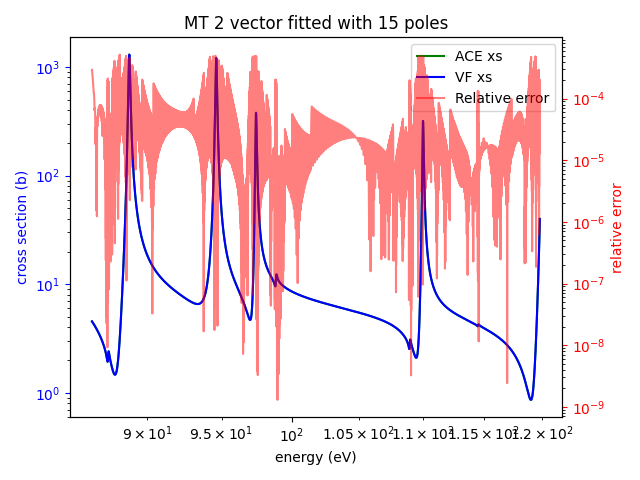 MT 2 vector fitted with 15 poles
ACE xs
VF xs
Relative error
cross section (b)
10³
10²
10¹
10⁰
10⁻⁴
10⁻⁵
10⁻⁶
10⁻⁷
10⁻⁸
10⁻⁹
relative error
9 × 10¹
9.5 × 10¹
10²
1.05 × 10²
1.1 × 10²
1.15 × 10²
1.2 × 10²
energy (eV)